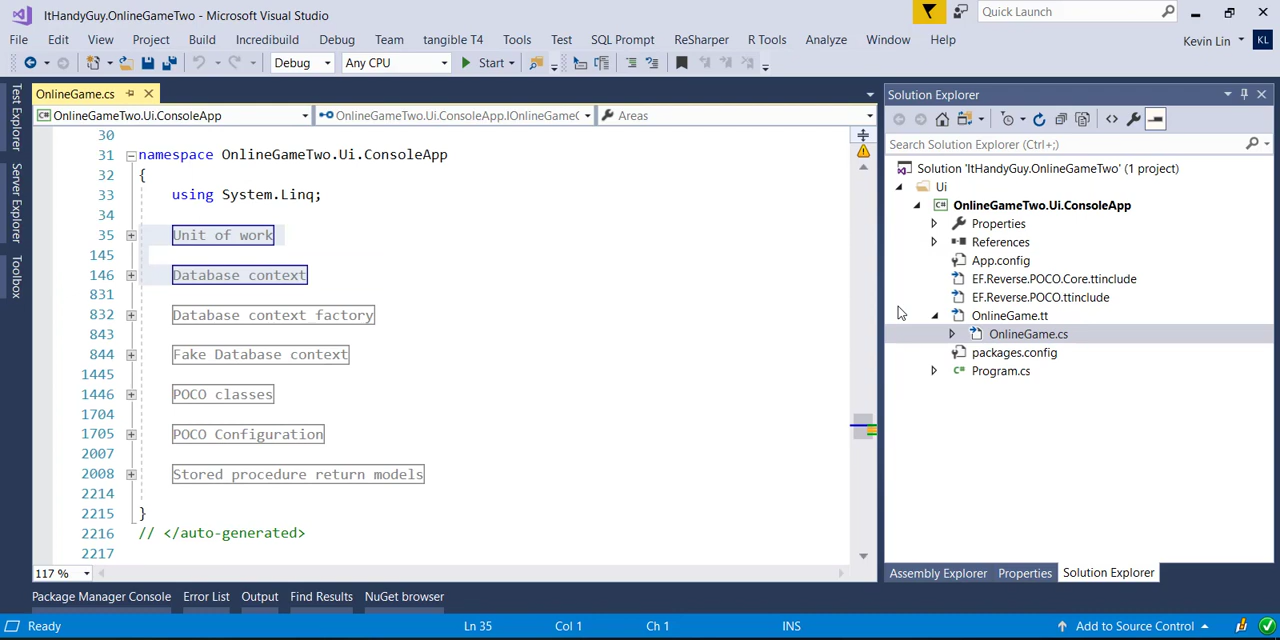 ItHandyGuy.OnlineGameTwo - Microsoft Visual Studio
Quick Launch
File Edit View Project Build Incredibuild Debug Team tangible T4 Tools Test SQL Prompt ReSharper R Tools Analyze Window Help
Kevin Lin KL
Debug Any CPU Start
Test Explorer
Server Explorer
Toolbox
OnlineGame.cs
OnlineGameTwo.Ui.ConsoleApp OnlineGameTwo.Ui.ConsoleApp.IOnlineGame Areas
30
31 namespace OnlineGameTwo.Ui.ConsoleApp
32 {
33 using System.Linq;
34
35 Unit of work
145
146 Database context
831
832 Database context factory
843
844 Fake Database context
1445
1446 POCO classes
1704
1705 POCO Configuration
2007
2008 Stored procedure return models
2214
2215 }
2216 // </auto-generated>
2217
117 %
Solution Explorer
Search Solution Explorer (Ctrl+;)
Solution 'ItHandyGuy.OnlineGameTwo' (1 project)
Ui
OnlineGameTwo.Ui.ConsoleApp
Properties
References
App.config
EF.Reverse.POCO.Core.ttinclude
EF.Reverse.POCO.ttinclude
OnlineGame.tt
OnlineGame.cs
packages.config
Program.cs
Assembly Explorer Properties Solution Explorer
Package Manager Console Error List Output Find Results NuGet browser
Ready Ln 35 Col 1 Ch 1 INS Add to Source Control